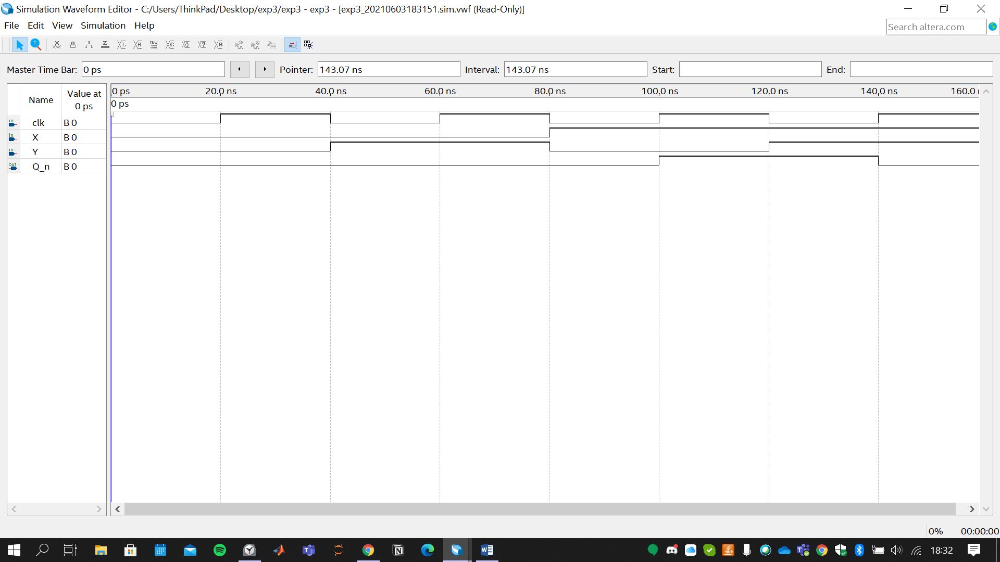 Simulation Waveform Editor - C:/Users/ThinkPad/Desktop/exp3/exp3 - exp3 - [exp3_20210603183151.sim.vwf (Read-Only)]
File Edit View Simulation Help
Search altera.com
Master Time Bar: 0 ps Pointer: 143.07 ns Interval: 143.07 ns Start: End:
Name Value at 0 ps
0 ps 20.0 ns 40.0 ns 60.0 ns 80.0 ns 100.0 ns 120.0 ns 140.0 ns 160.0
0 ps
in clk B 0
in X B 0
in Y B 0
out Q_n B 0
0% 00:00:00
18:32